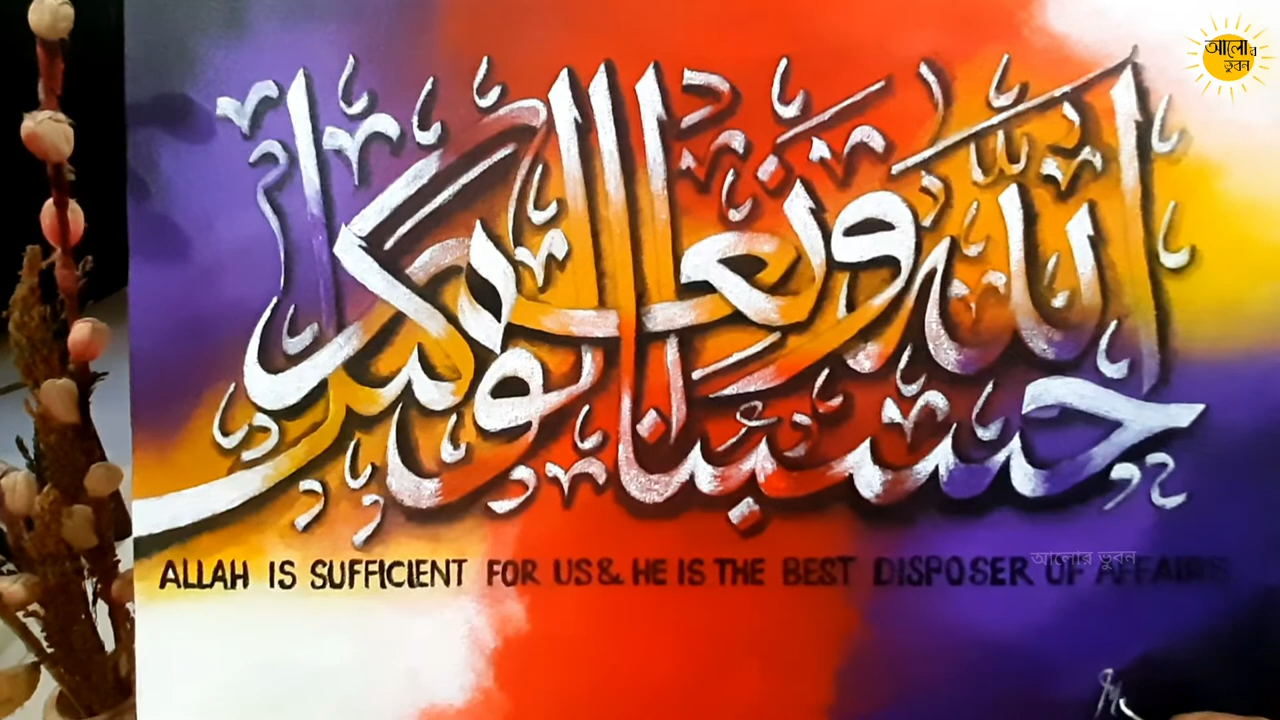 حسبنا الله ونعم الوكيل
ALLAH IS SUFFICIENT FOR US & HE IS THE BEST DISPOSER OF AFFAIRS
আলোর ভুবন
আলোর ভুবন